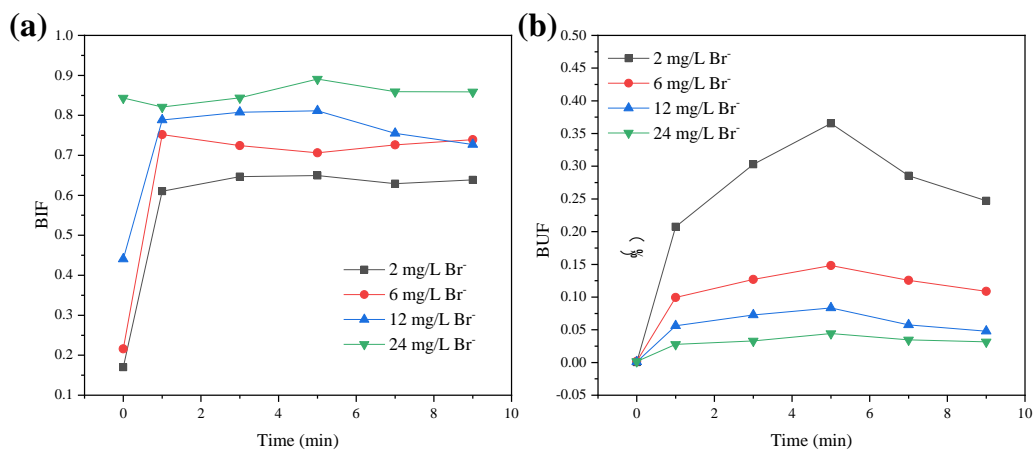 (a)
1.0
0.9
0.8
0.7
0.6
0.5
0.4
0.3
0.2
0.1
BIF
0 2 4 6 8 10
Time (min)
2 mg/L Br⁻
6 mg/L Br⁻
12 mg/L Br⁻
24 mg/L Br⁻
(b)
0.50
0.45
0.40
0.35
0.30
0.25
0.20
0.15
0.10
0.05
0.00
-0.05
BUF
(%)
0 2 4 6 8 10
Time (min)
2 mg/L Br⁻
6 mg/L Br⁻
12 mg/L Br⁻
24 mg/L Br⁻